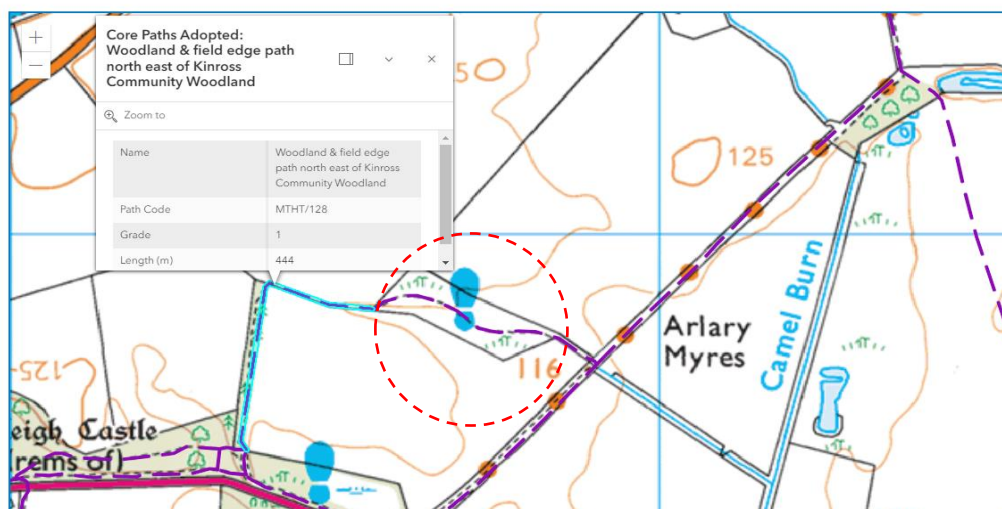 Core Paths Adopted:
Woodland & field edge path
north east of Kinross
Community Woodland
Zoom to
Name
Woodland & field edge
path north east of Kinross
Community Woodland
Path Code
MTHT/128
Grade
1
Length (m)
444
5
125
Arlary
Myres
Camel Burn
116
125
eigh Castle
(rems of)